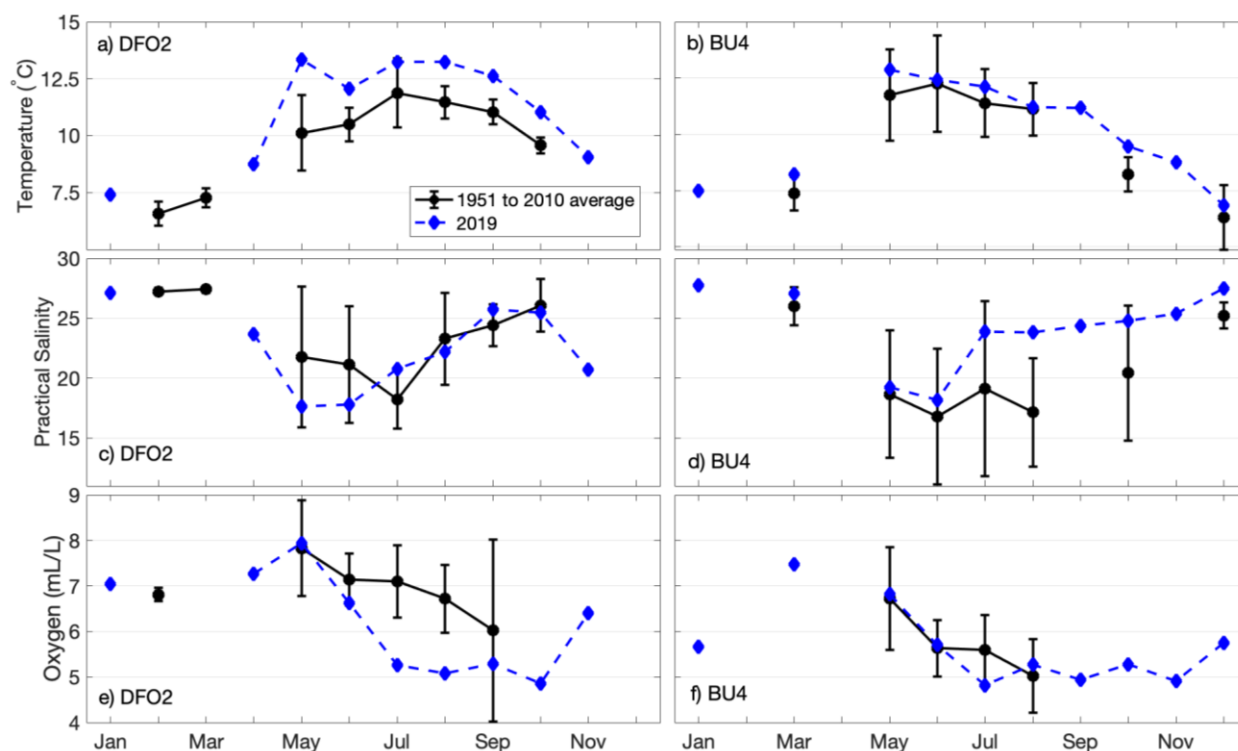 a) DFO2
b) BU4
Temperature (°C)
15
12.5
10
7.5
1951 to 2010 average
2019
Practical Salinity
30
25
20
15
c) DFO2
d) BU4
Oxygen (mL/L)
9
8
7
6
5
4
e) DFO2
f) BU4
Jan Mar May Jul Sep Nov
Jan Mar May Jul Sep Nov